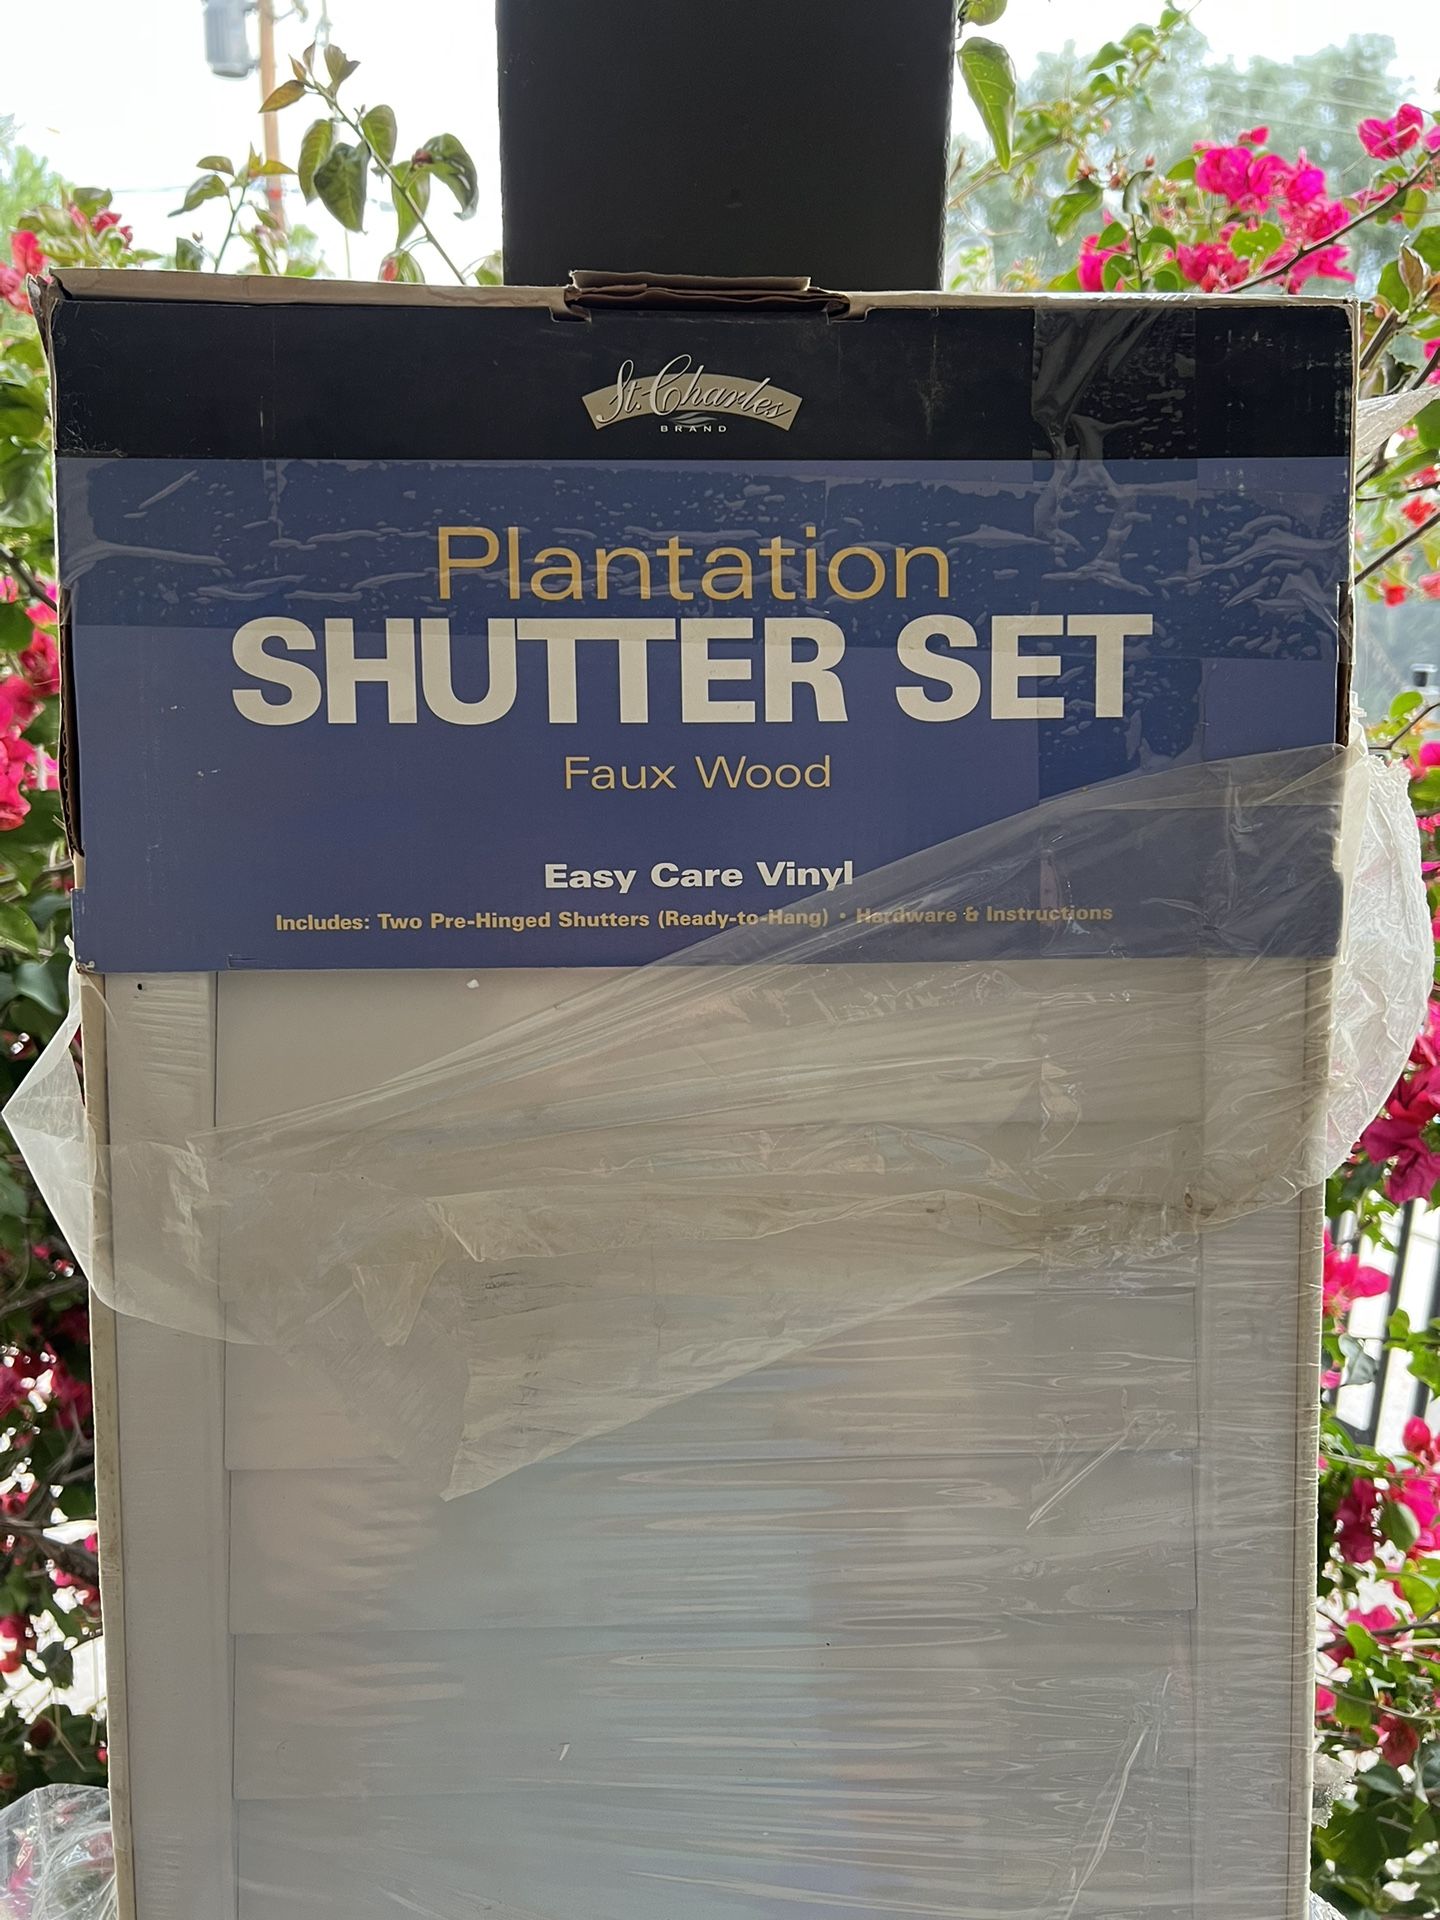 St. Charles
BRAND
Plantation
SHUTTER SET
Faux Wood
Easy Care Vinyl
Includes: Two Pre-Hinged Shutters (Ready-to-Hang) • Hardware & Instructions